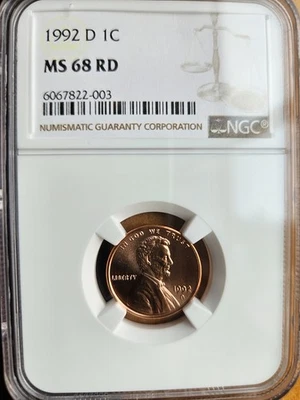 1992 D 1C
MS 68 RD
6067822-003
NUMISMATIC GUARANTY CORPORATION
NGC
IN GOD WE TRUST
LIBERTY
1992
D